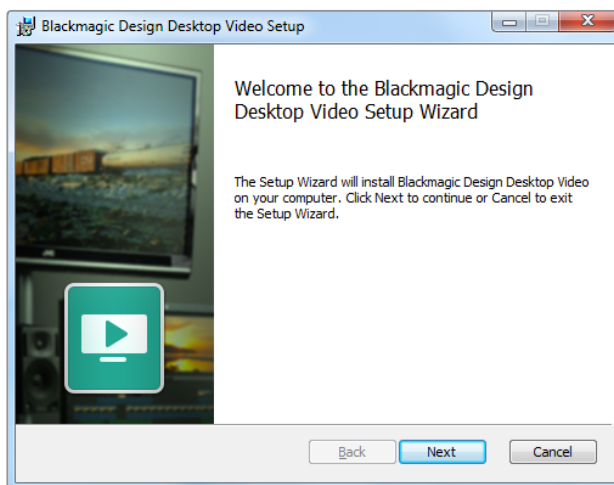 Blackmagic Design Desktop Video Setup
Welcome to the Blackmagic Design
Desktop Video Setup Wizard
The Setup Wizard will install Blackmagic Design Desktop Video
on your computer. Click Next to continue or Cancel to exit
the Setup Wizard.
JVC
Back
Next
Cancel